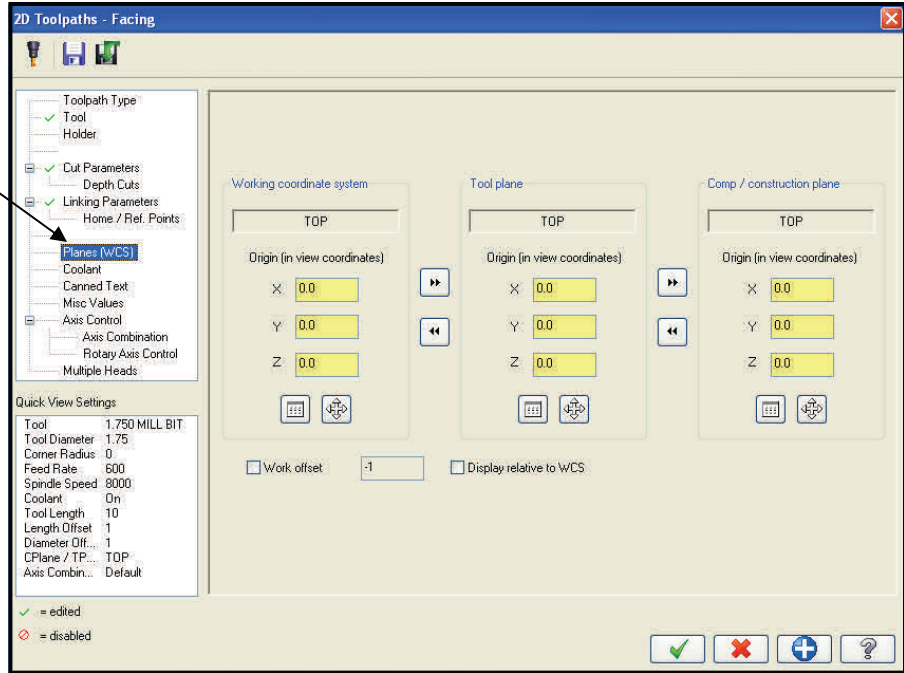 2D Toolpaths - Facing
Toolpath Type
Tool
Holder
Cut Parameters
Depth Cuts
Linking Parameters
Home / Ref. Points
Planes (WCS)
Coolant
Canned Text
Misc Values
Axis Control
Axis Combination
Rotary Axis Control
Multiple Heads
Quick View Settings
Tool 1.750 MILL BIT
Tool Diameter 1.75
Corner Radius 0
Feed Rate 600
Spindle Speed 8000
Coolant On
Tool Length 10
Length Offset 1
Diameter Off... 1
CPlane / TP... TOP
Axis Combin... Default
= edited
= disabled
Working coordinate system
TOP
Origin (in view coordinates)
X 0.0
Y 0.0
Z 0.0
Tool plane
TOP
Origin (in view coordinates)
X 0.0
Y 0.0
Z 0.0
Comp / construction plane
TOP
Origin (in view coordinates)
X 0.0
Y 0.0
Z 0.0
Work offset -1
Display relative to WCS